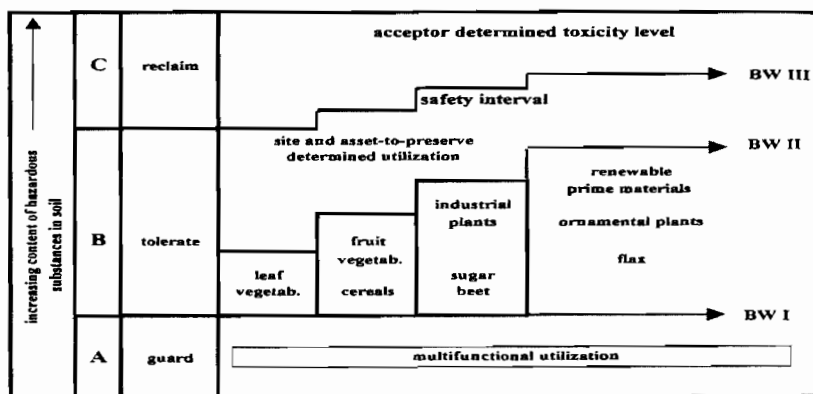 increasing content of hazardous
substances in soil
C
reclaim
acceptor determined toxicity level
BW III
safety interval
site and asset-to-preserve
determined utilization
BW II
B
tolerate
leaf
vegetab.
fruit
vegetab.
cereals
industrial
plants
sugar
beet
renewable
prime materials
ornamental plants
flax
BW I
A
guard
multifunctional utilization